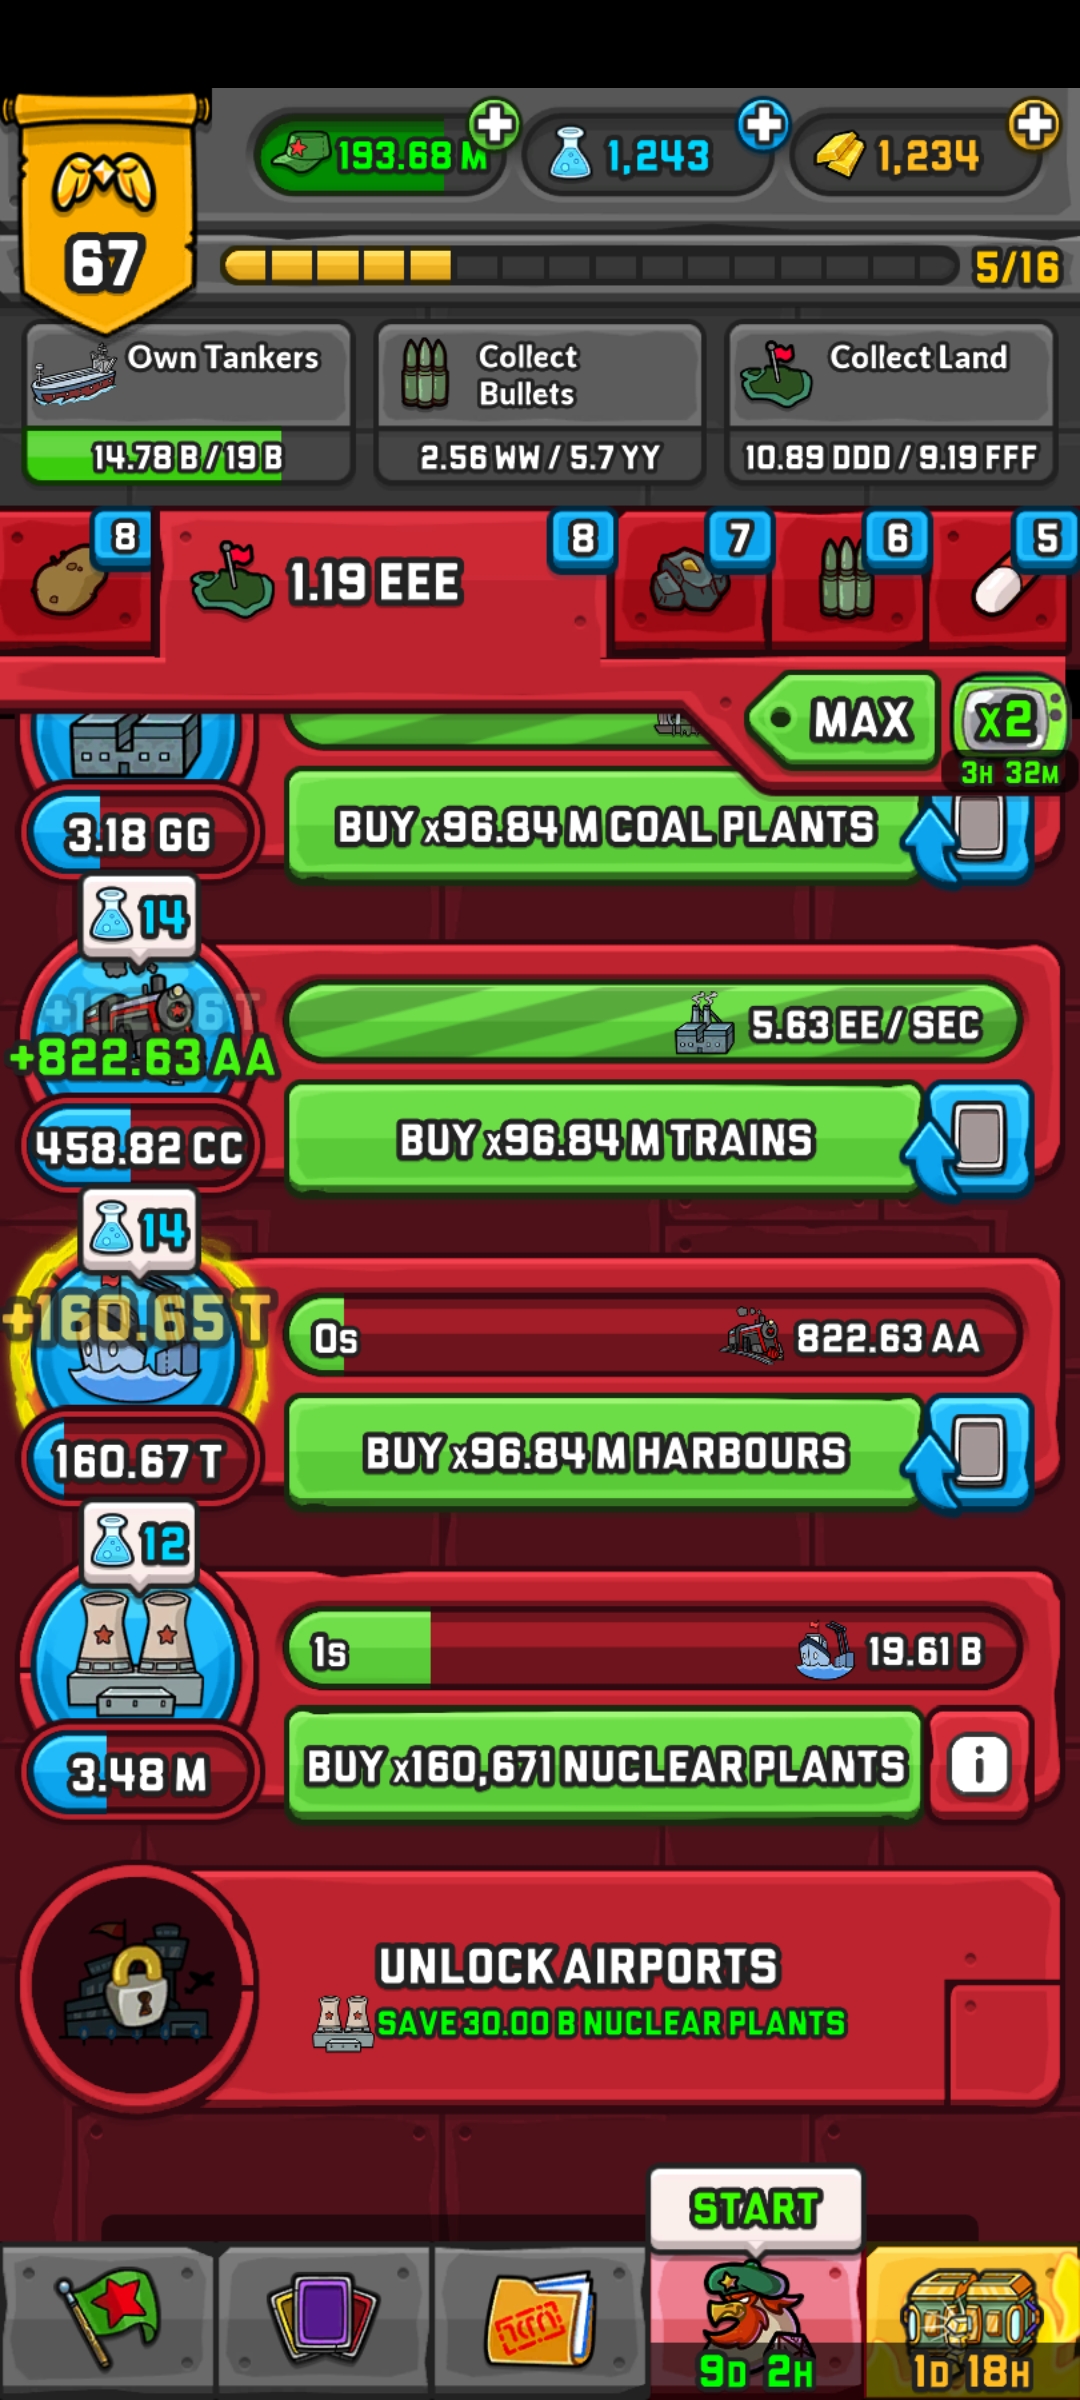 193.68 M
1,243
1,234
67
5/16
Own Tankers
Collect
Bullets
Collect Land
14.78 B / 19 B
2.56 WW / 5.7 YY
10.89 DDD / 9.19 FFF
8
1.19 EEE
8
7
6
5
MAX
x2
3H 32M
3.18 GG
BUY x96.84 M COAL PLANTS
14
+822.63 AA
5.63 EE / SEC
458.82 CC
BUY x96.84 M TRAINS
14
+160.65 T
0s
822.63 AA
160.67 T
BUY x96.84 M HARBOURS
12
1s
19.61 B
3.48 M
BUY x160,671 NUCLEAR PLANTS
i
UNLOCK AIRPORTS
SAVE 30.00 B NUCLEAR PLANTS
START
9D 2H
1D 18H